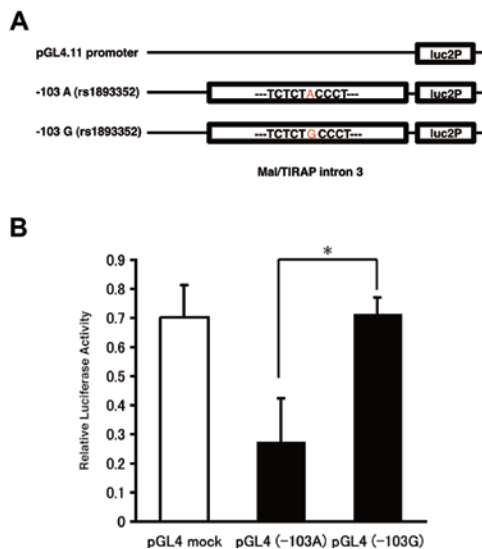 A
pGL4.11 promoter
luc2P
-103 A (rs1893352)
---TCTCTACCCT---
luc2P
-103 G (rs1893352)
---TCTCTGCCCT---
luc2P
Mal/TIRAP intron 3
B
*
Relative Luciferase Activity
0.9
0.8
0.7
0.6
0.5
0.4
0.3
0.2
0.1
0
pGL4 mock
pGL4 (-103A)
pGL4 (-103G)